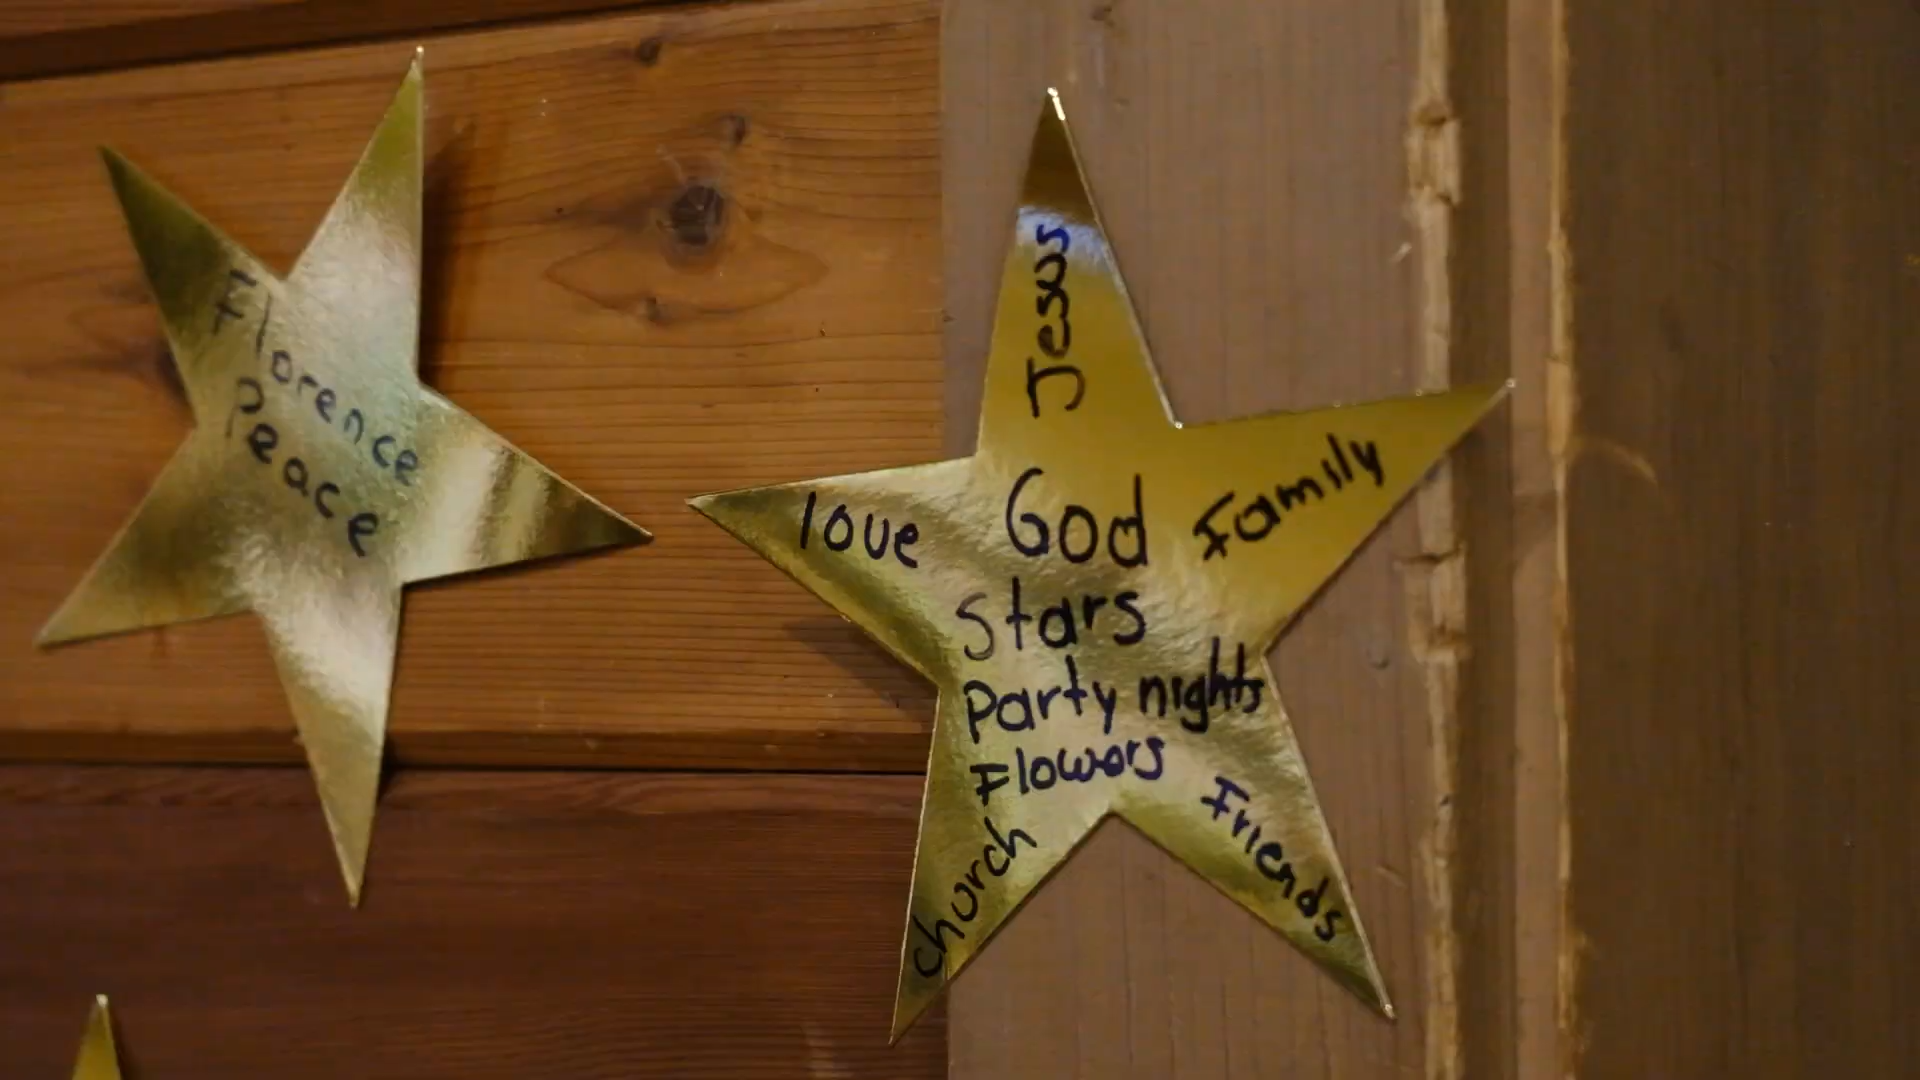 Florence
Peace
Jesus
love
God
Family
Stars
Party nights
Flowers
Friends
church